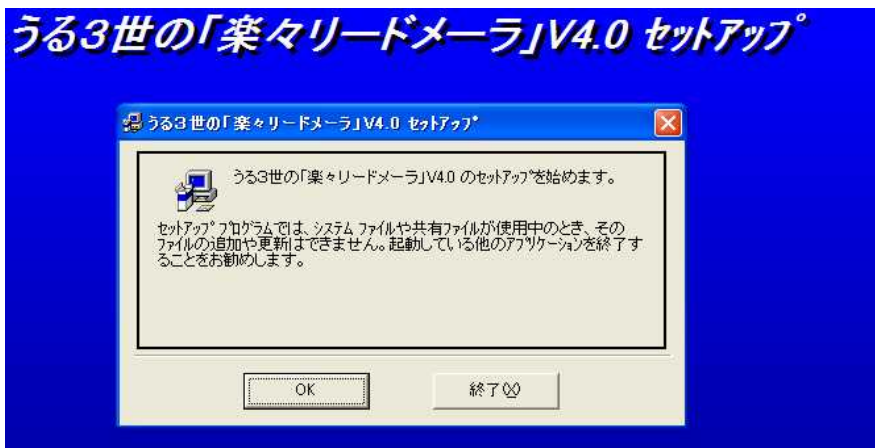 うる３世の「楽々リードメーラ」V4.0 ｾｯﾄｱｯﾌﾟ
うる３世の「楽々リードメーラ」V4.0 ｾｯﾄｱｯﾌﾟ
うる3世の「楽々リードメーラ」V4.0 のｾｯﾄｱｯﾌﾟを始めます。
ｾｯﾄｱｯﾌﾟ ﾌﾟﾛｸﾞﾗﾑでは、ｼｽﾃﾑ ﾌｧｲﾙや共有ﾌｧｲﾙが使用中のとき、その
ﾌｧｲﾙの追加や更新はできません。起動している他のｱﾌﾟﾘｹｰｼｮﾝを終了す
ることをお勧めします。
OK
終了(X)